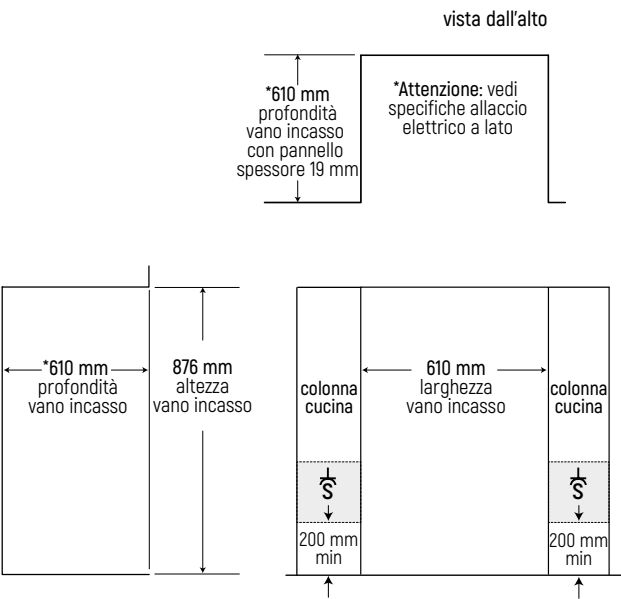 vista dall'alto
*610 mm
profondità
vano incasso
con pannello
spessore 19 mm
*Attenzione: vedi
specifiche allaccio
elettrico a lato
*610 mm
profondità
vano incasso
876 mm
altezza
vano incasso
colonna
cucina
610 mm
larghezza
vano incasso
colonna
cucina
S
200 mm
min
S
200 mm
min